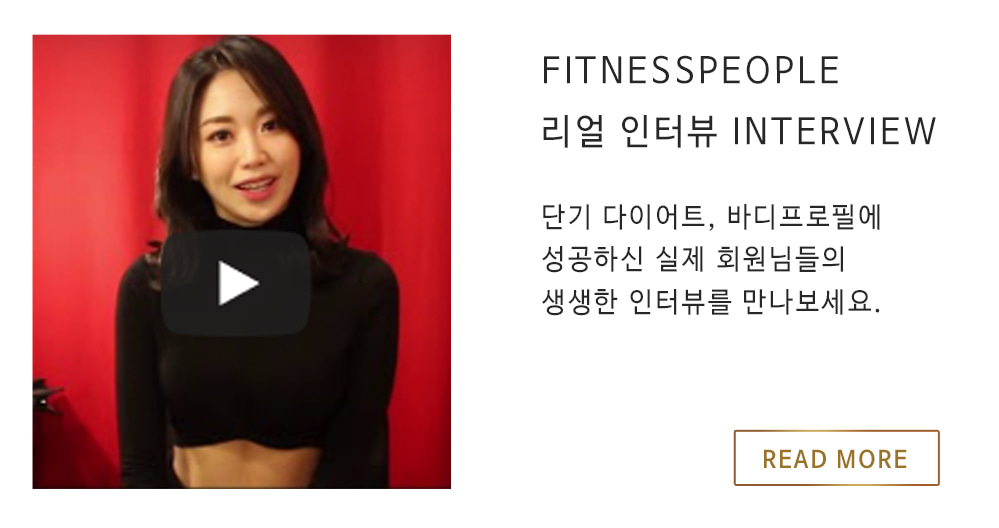 FITNESSPEOPLE
리얼 인터뷰 INTERVIEW
단기 다이어트, 바디프로필에
성공하신 실제 회원님들의
생생한 인터뷰를 만나보세요.
READ MORE